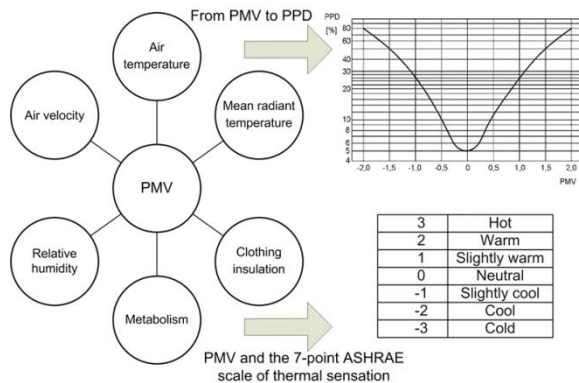 From PMV to PPD
Air
temperature
Air velocity
Mean radiant
temperature
PMV
Relative
humidity
Clothing
insulation
Metabolism
PMV and the 7-point ASHRAE
scale of thermal sensation
PPD
[%]
80
60
40
30
20
10
8
6
5
4
-2,0 -1,5 -1,0 -0,5 0 0,5 1,0 1,5 2,0
PMV
3 Hot
2 Warm
1 Slightly warm
0 Neutral
-1 Slightly cool
-2 Cool
-3 Cold